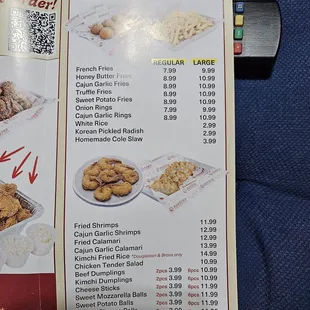 der!
REGULAR LARGE
French Fries 7.99 9.99
Honey Butter Fries 8.99 10.99
Cajun Garlic Fries 8.99 10.99
Truffle Fries 8.99 10.99
Sweet Potato Fries 8.99 10.99
Onion Rings 7.99 9.99
Cajun Garlic Rings 8.99 10.99
White Rice 2.99
Korean Pickled Radish 2.99
Homemade Cole Slaw 3.99
Fried Shrimps 11.99
Cajun Garlic Shrimps 12.99
Fried Calamari 12.99
Cajun Garlic Calamari 13.99
Kimchi Fried Rice *Douglaston & Bronx only 14.99
Chicken Tender Salad 10.99
Beef Dumplings 2pcs 3.99 6pcs 10.99
Kimchi Dumplings 2pcs 3.99 6pcs 10.99
Cheese Sticks 2pcs 3.99 6pcs 10.99
Sweet Mozzarella Balls 2pcs 3.99 6pcs 11.99
Sweet Potato Balls 2pcs 3.99 6pcs 11.99